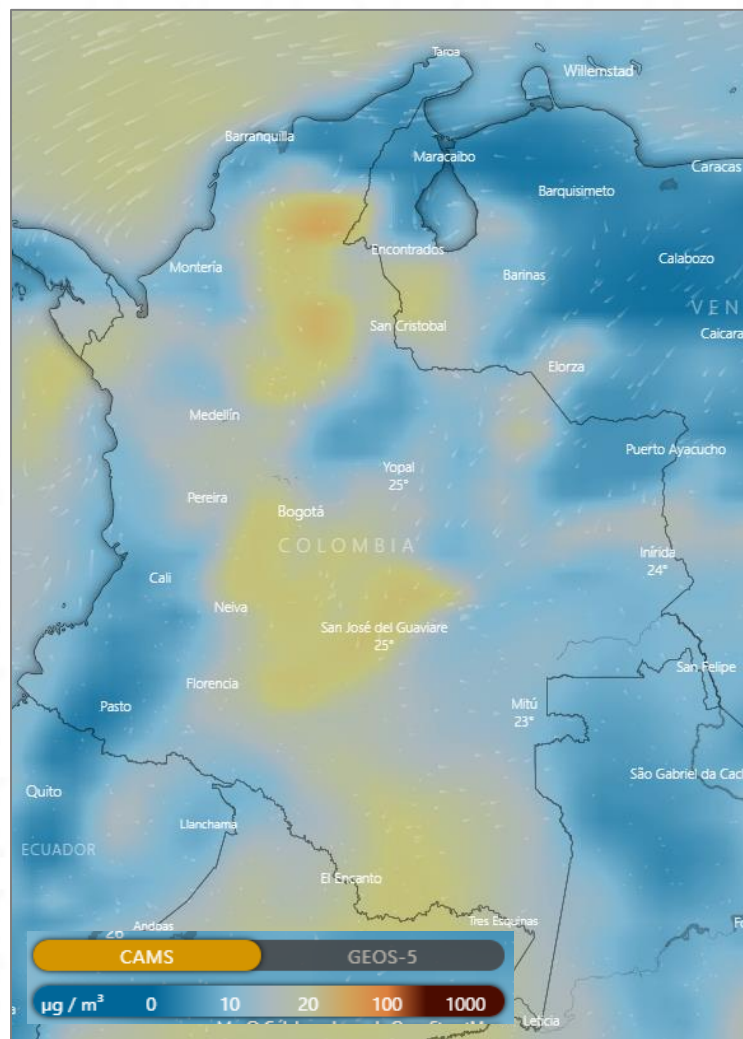 Taroa
Willemstad
Barranquilla
Maracaibo
Caracas
Barquisimeto
Encontrados
Montería
Calabozo
Barinas
VEN
San Cristobal
Caicara
Elorza
Medellín
Puerto Ayacucho
Yopal
25°
Pereira
Bogotá
COLOMBIA
Inírida
24°
Cali
Neiva
San José del Guaviare
25°
San Felipe
Florencia
Mitú
23°
Pasto
São Gabriel da Cach
Quito
Llanchama
ECUADOR
El Encanto
Tres Esquinas
Andoas
26
CAMS GEOS-5
µg / m³ 0 10 20 100 1000
Leticia